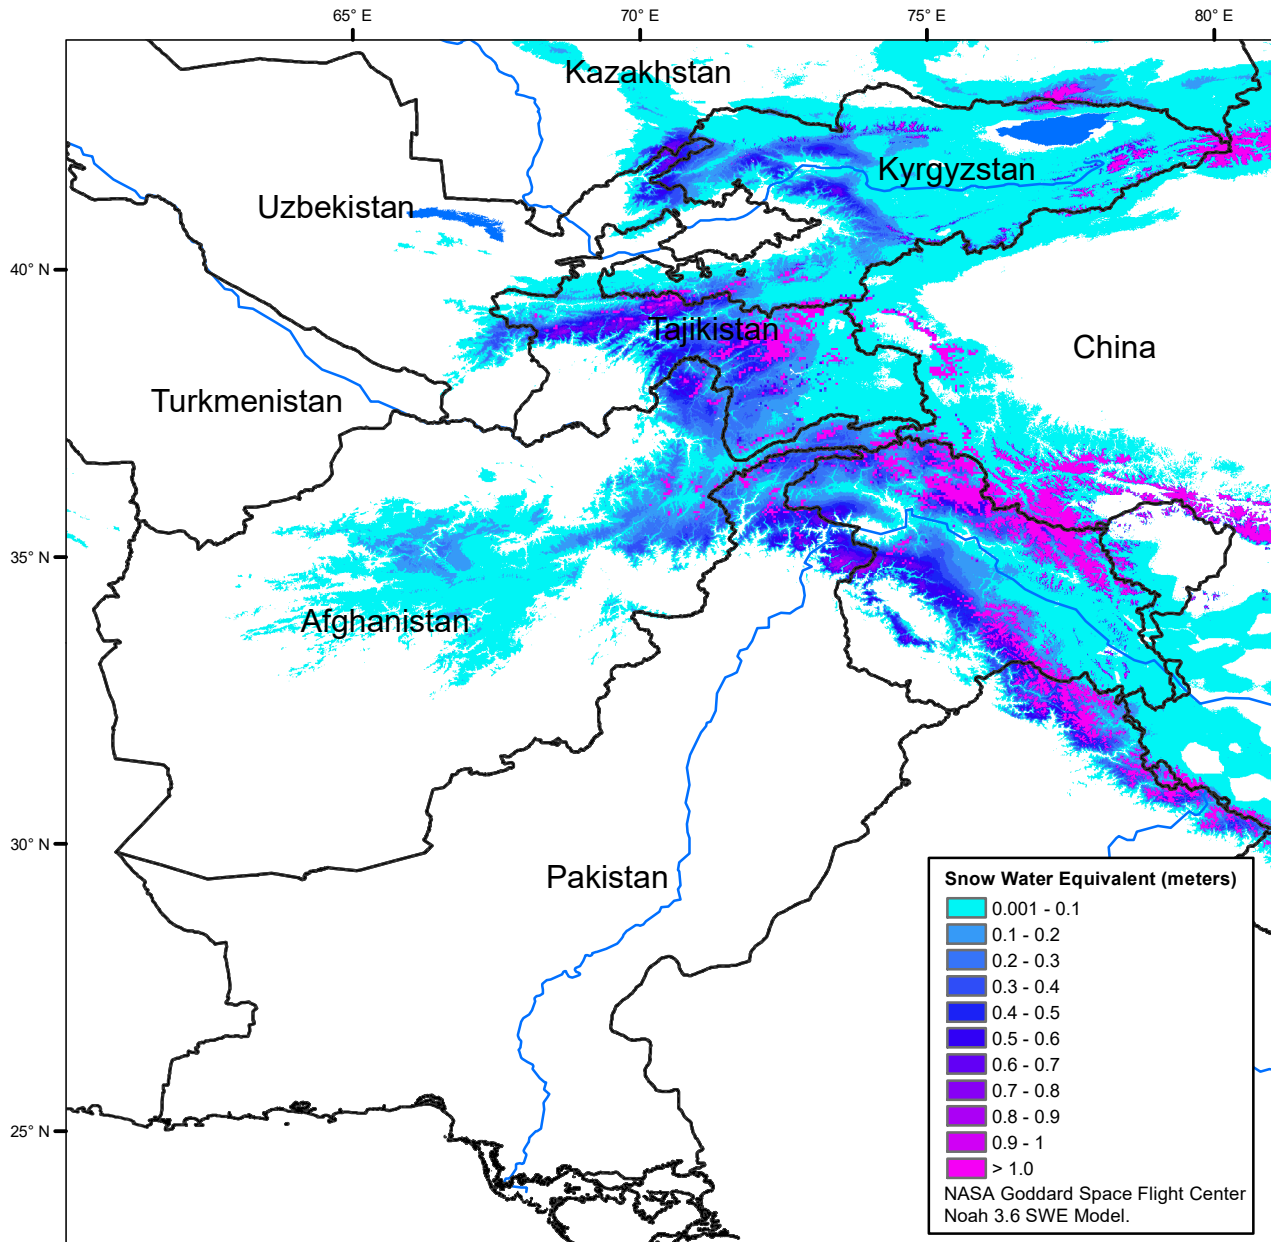 65° E
70° E
75° E
80° E
Kazakhstan
Kyrgyzstan
Uzbekistan
40° N
Tajikistan
China
Turkmenistan
35° N
Afghanistan
30° N
Pakistan
25° N
Snow Water Equivalent (meters)
0.001 - 0.1
0.1 - 0.2
0.2 - 0.3
0.3 - 0.4
0.4 - 0.5
0.5 - 0.6
0.6 - 0.7
0.7 - 0.8
0.8 - 0.9
0.9 - 1
> 1.0
NASA Goddard Space Flight Center
Noah 3.6 SWE Model.